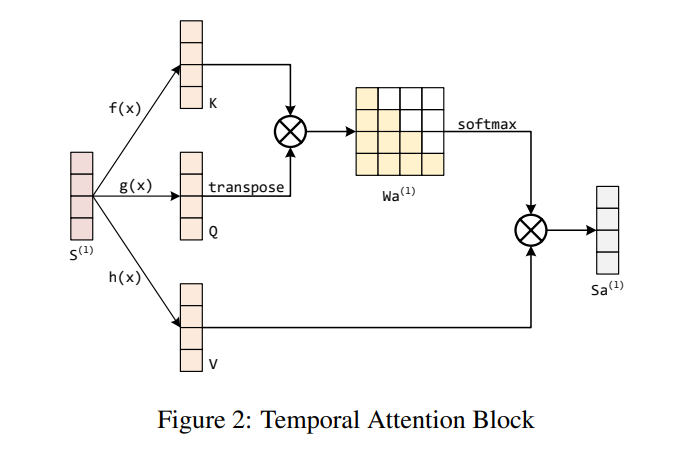 f(x)
K
g(x)
transpose
Q
S⁽¹⁾
h(x)
V
Wa⁽¹⁾
softmax
Sa⁽¹⁾
Figure 2: Temporal Attention Block